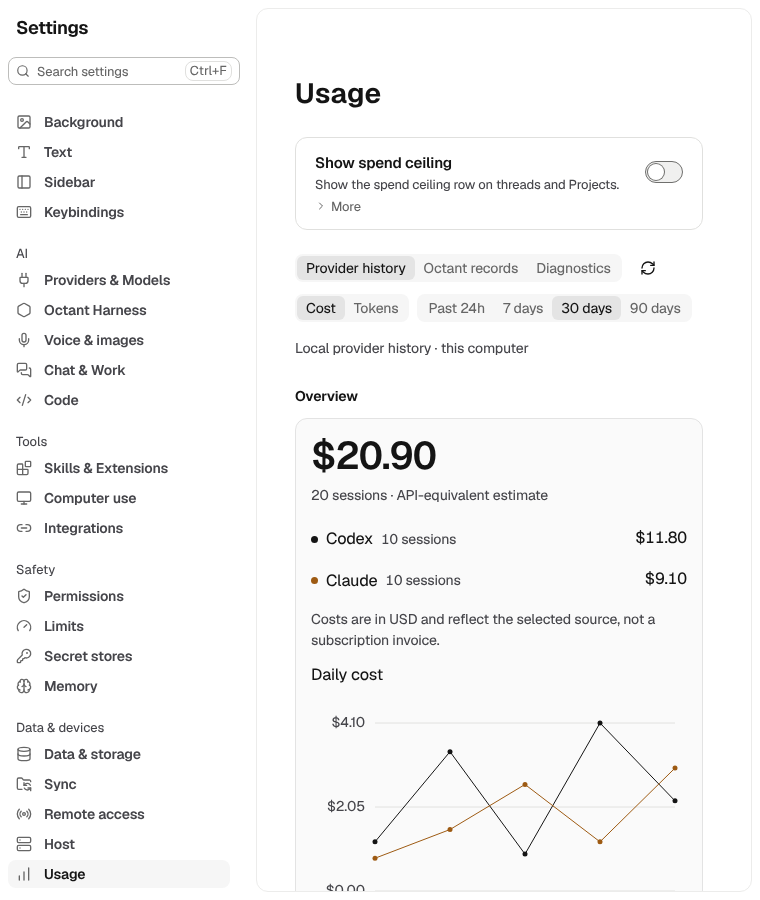 Settings
Search settings Ctrl+F
Background
Text
Sidebar
Keybindings
AI
Providers & Models
Octant Harness
Voice & images
Chat & Work
Code
Tools
Skills & Extensions
Computer use
Integrations
Safety
Permissions
Limits
Secret stores
Memory
Data & devices
Data & storage
Sync
Remote access
Host
Usage
Usage
Show spend ceiling
Show the spend ceiling row on threads and Projects.
More
Provider history Octant records Diagnostics
Cost Tokens Past 24h 7 days 30 days 90 days
Local provider history · this computer
Overview
$20.90
20 sessions · API-equivalent estimate
Codex 10 sessions $11.80
Claude 10 sessions $9.10
Costs are in USD and reflect the selected source, not a
subscription invoice.
Daily cost
$4.10
$2.05
$0.00